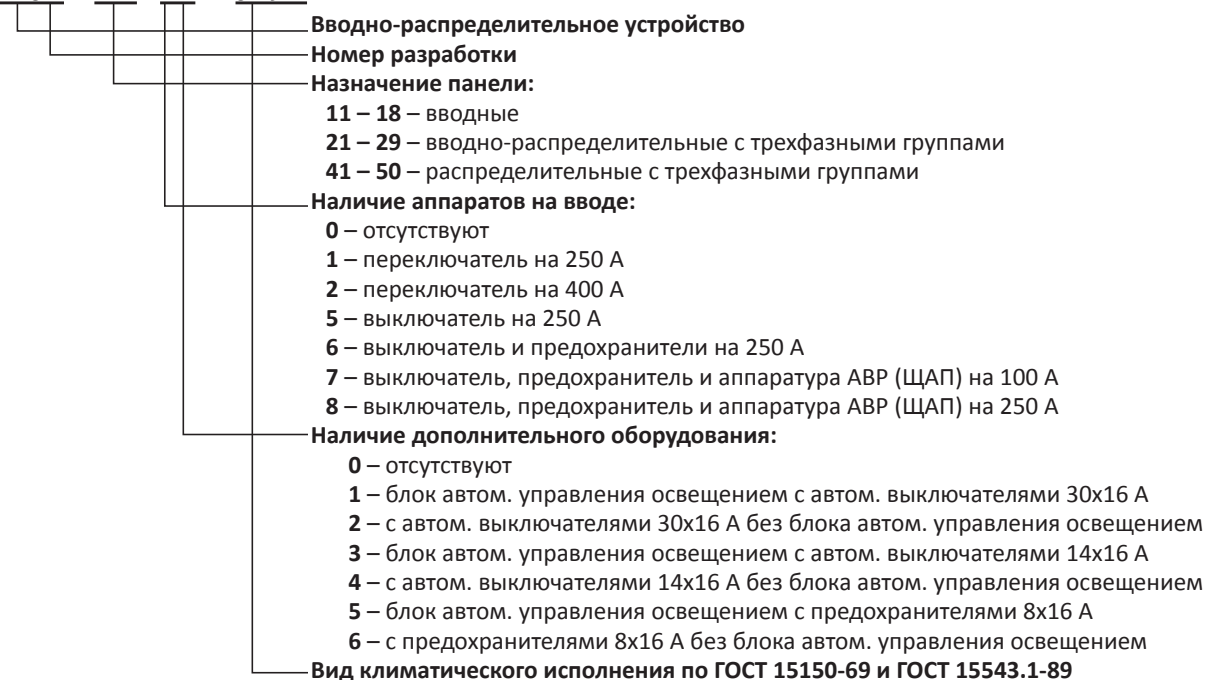 Вводно-распределительное устройство
Номер разработки
Назначение панели:
11 – 18 – вводные
21 – 29 – вводно-распределительные с трехфазными группами
41 – 50 – распределительные с трехфазными группами
Наличие аппаратов на вводе:
0 – отсутствуют
1 – переключатель на 250 А
2 – переключатель на 400 А
5 – выключатель на 250 А
6 – выключатель и предохранители на 250 А
7 – выключатель, предохранитель и аппаратура АВР (ЩАП) на 100 А
8 – выключатель, предохранитель и аппаратура АВР (ЩАП) на 250 А
Наличие дополнительного оборудования:
0 – отсутствуют
1 – блок автом. управления освещением с автом. выключателями 30х16 А
2 – с автом. выключателями 30х16 А без блока автом. управления освещением
3 – блок автом. управления освещением с автом. выключателями 14х16 А
4 – с автом. выключателями 14х16 А без блока автом. управления освещением
5 – блок автом. управления освещением с предохранителями 8х16 А
6 – с предохранителями 8х16 А без блока автом. управления освещением
Вид климатического исполнения по ГОСТ 15150-69 и ГОСТ 15543.1-89